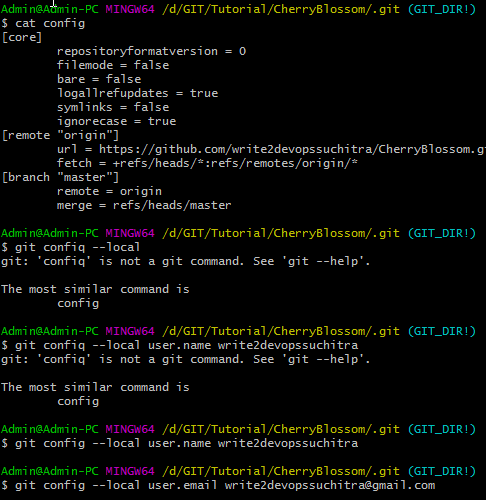 Admin@Admin-PC MINGW64 /d/GIT/Tutorial/CherryBlossom/.git (GIT_DIR!)
$ cat config
[core]
        repositoryformatversion = 0
        filemode = false
        bare = false
        logallrefupdates = true
        symlinks = false
        ignorecase = true
[remote "origin"]
        url = https://github.com/write2devopssuchitra/CherryBlossom.g
        fetch = +refs/heads/*:refs/remotes/origin/*
[branch "master"]
        remote = origin
        merge = refs/heads/master
Admin@Admin-PC MINGW64 /d/GIT/Tutorial/CherryBlossom/.git (GIT_DIR!)
$ git confiq --local
git: 'confiq' is not a git command. See 'git --help'.
The most similar command is
        config
Admin@Admin-PC MINGW64 /d/GIT/Tutorial/CherryBlossom/.git (GIT_DIR!)
$ git confiq --local user.name write2devopssuchitra
git: 'confiq' is not a git command. See 'git --help'.
The most similar command is
        config
Admin@Admin-PC MINGW64 /d/GIT/Tutorial/CherryBlossom/.git (GIT_DIR!)
$ git config --local user.name write2devopssuchitra
Admin@Admin-PC MINGW64 /d/GIT/Tutorial/CherryBlossom/.git (GIT_DIR!)
$ git config --local user.email write2devopssuchitra@gmail.com